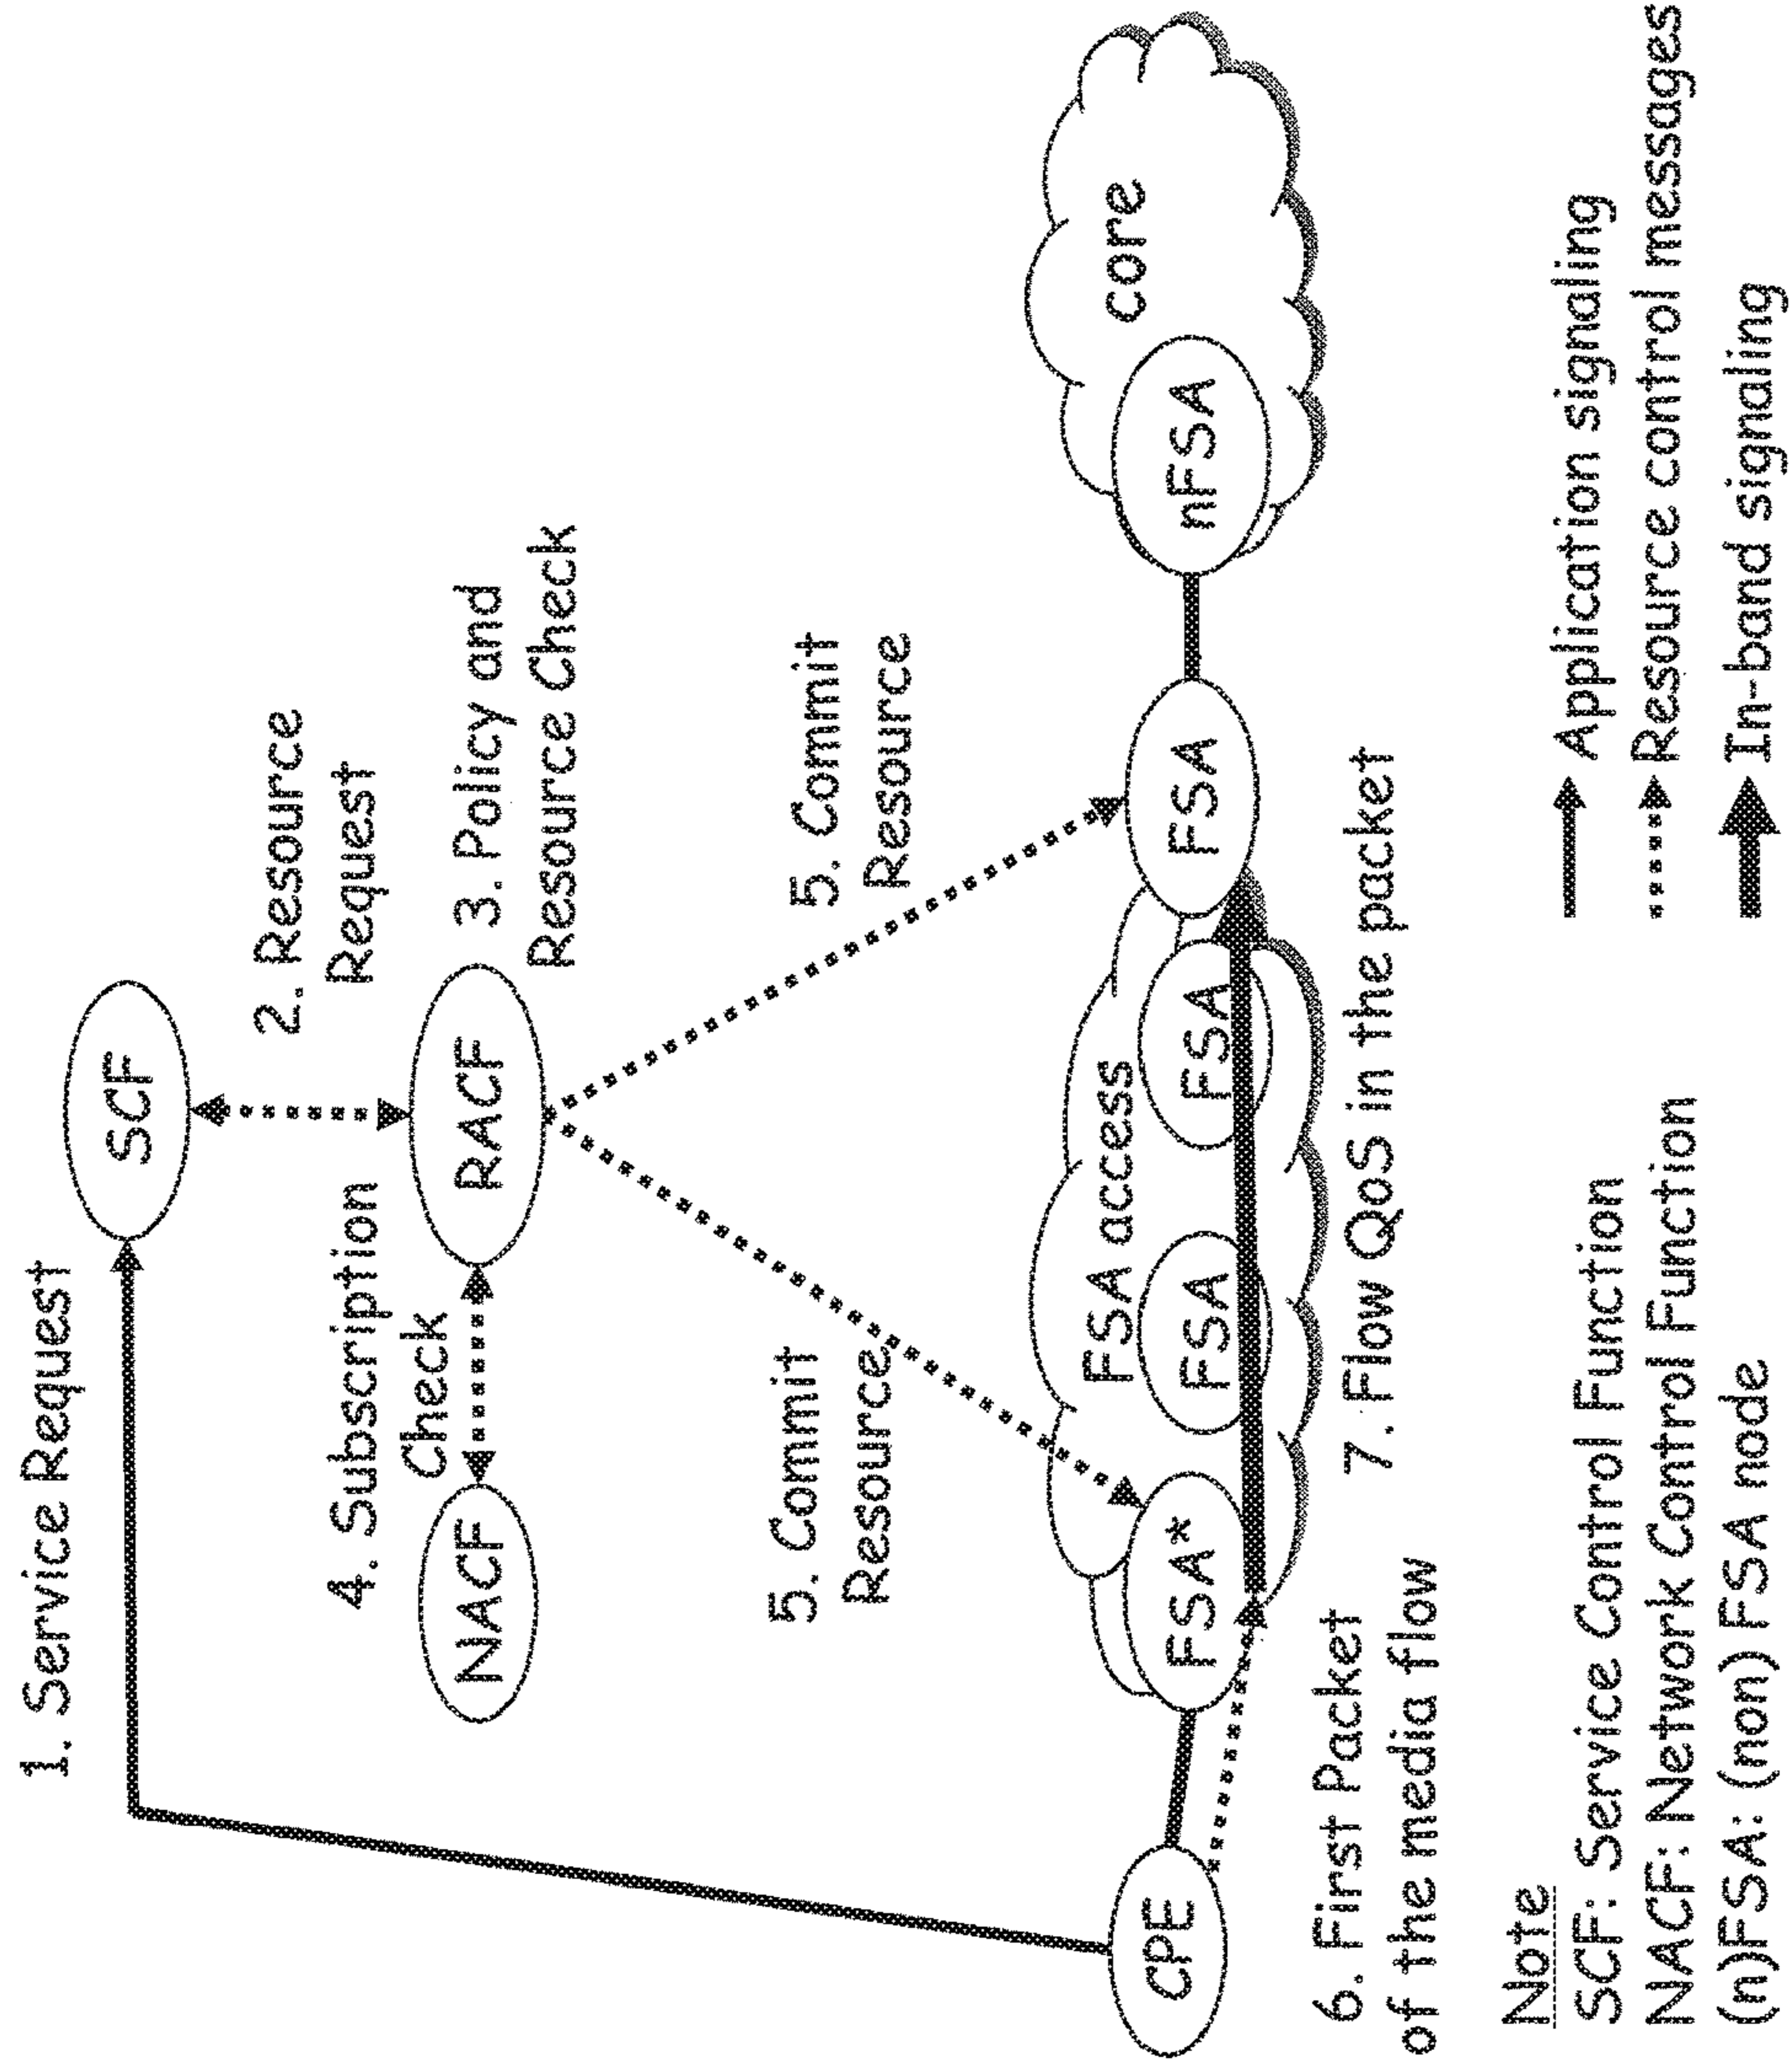 1. Service Request
SCF
2. Resource
Request
4. Subscription
Check
NACF
RACF
3. Policy and
Resource Check
5. Commit
Resource
5. Commit
Resource
FSA access
core
CPE
FSA*
FSA
FSA
FSA
nFSA
6. First Packet
of the media flow
7. Flow QoS in the packet
Note
SCF: Service Control Function
NACF: Network Control Function
(n)FSA: (non) FSA node
Application signaling
Resource control messages
In-band signaling